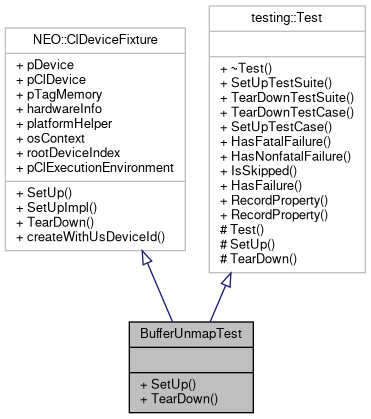 NEO::ClDeviceFixture
+ pDevice
+ pClDevice
+ pTagMemory
+ hardwareInfo
+ platformHelper
+ osContext
+ rootDeviceIndex
+ pClExecutionEnvironment
+ SetUp()
+ SetUpImpl()
+ TearDown()
+ createWithUsDeviceId()
testing::Test
+ ~Test()
+ SetUpTestSuite()
+ TearDownTestSuite()
+ TearDownTestCase()
+ SetUpTestCase()
+ HasFatalFailure()
+ HasNonfatalFailure()
+ IsSkipped()
+ HasFailure()
+ RecordProperty()
+ RecordProperty()
# Test()
# SetUp()
# TearDown()
BufferUnmapTest
+ SetUp()
+ TearDown()